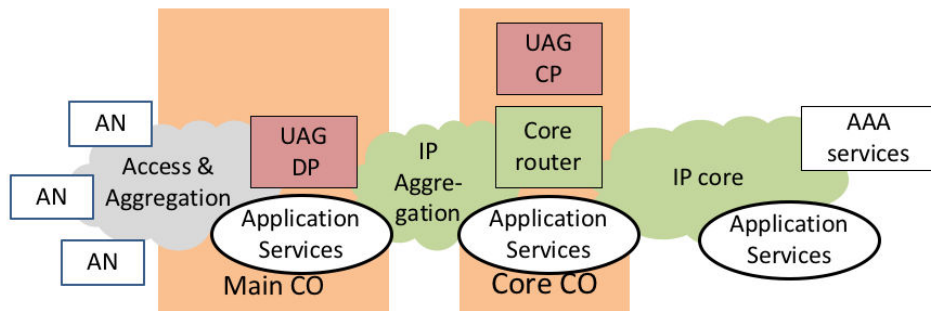 AN
AN
AN
Access &
Aggregation
UAG
DP
Application
Services
Main CO
IP
Aggre-
gation
UAG
CP
Core
router
Application
Services
Core CO
IP core
AAA
services
Application
Services